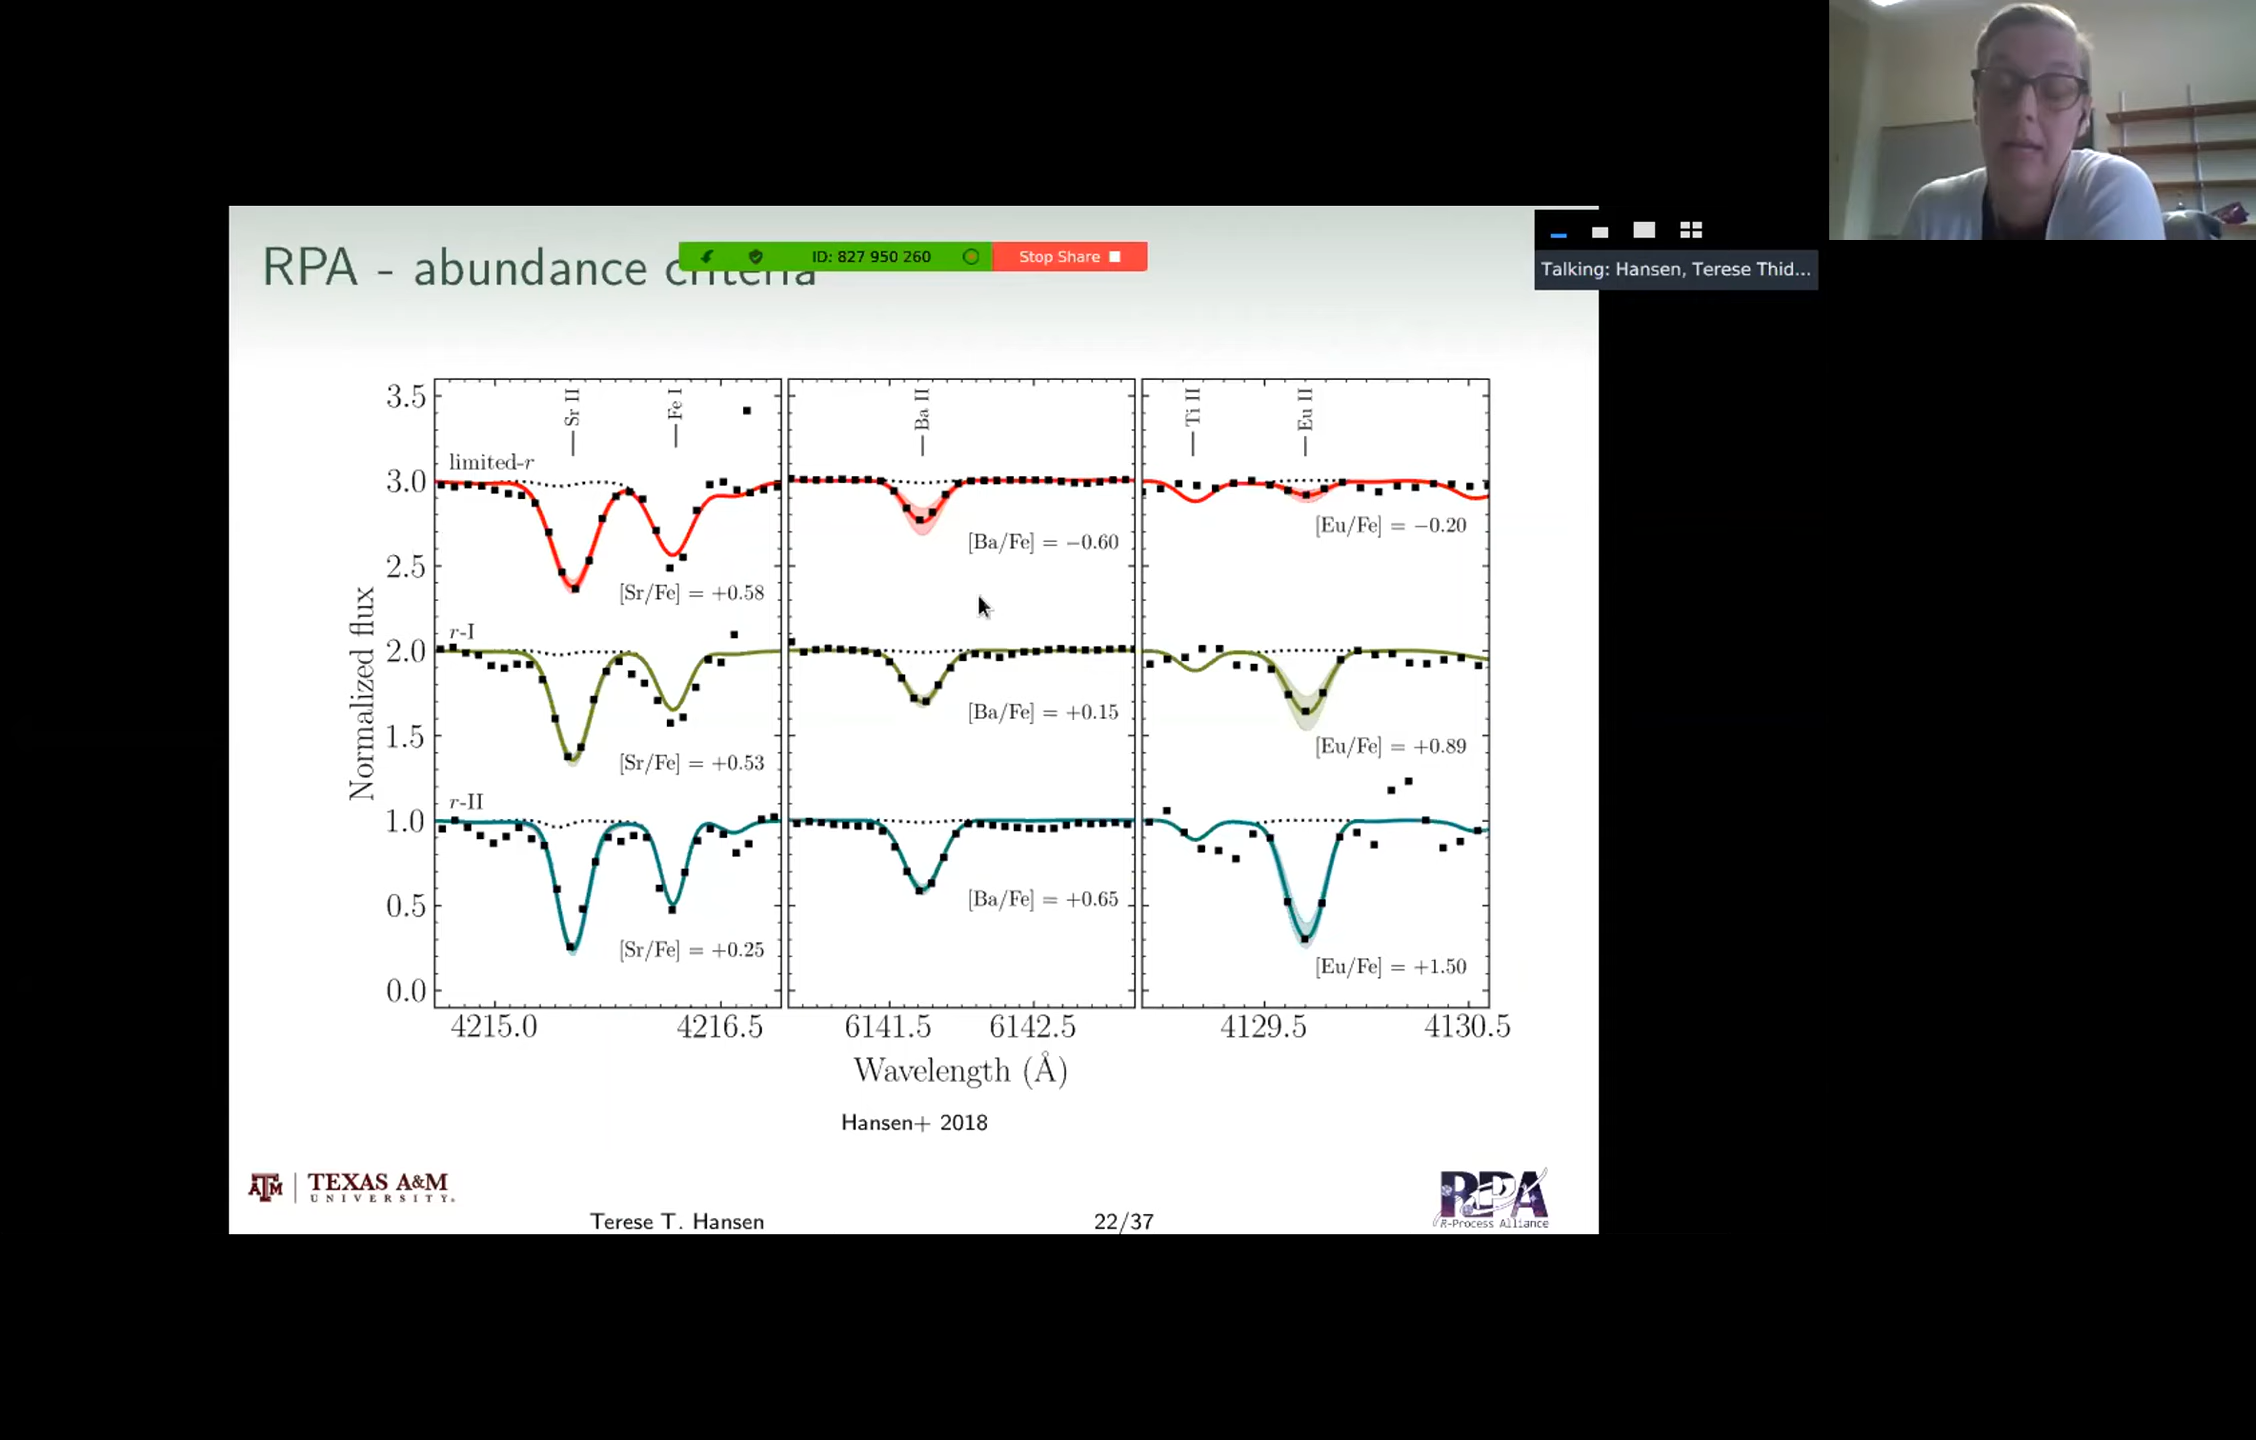 RPA - abundance criteria
ID: 827 950 260
Stop Share
Talking: Hansen, Terese Thid...
Sr II
Fe I
Ba II
Ti II
Eu II
3.5
3.0
2.5
2.0
1.5
1.0
0.5
0.0
Normalized flux
limited-r
[Sr/Fe] = +0.58
[Ba/Fe] = −0.60
[Eu/Fe] = −0.20
r-I
[Sr/Fe] = +0.53
[Ba/Fe] = +0.15
[Eu/Fe] = +0.89
r-II
[Sr/Fe] = +0.25
[Ba/Fe] = +0.65
[Eu/Fe] = +1.50
4215.0 4216.5 6141.5 6142.5 4129.5 4130.5
Wavelength (Å)
Hansen+ 2018
ATM TEXAS A&M
UNIVERSITY.
RPA
R-Process Alliance
Terese T. Hansen 22/37